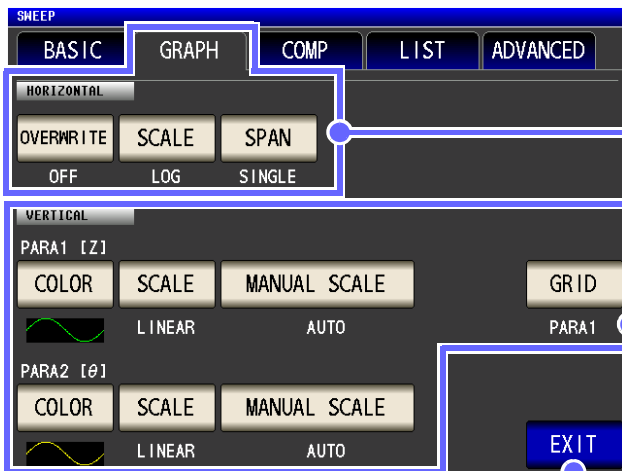 SWEEP
BASIC GRAPH COMP LIST ADVANCED
HORIZONTAL
OVERWRITE SCALE SPAN
OFF LOG SINGLE
VERTICAL
PARA1 [Z]
COLOR SCALE MANUAL SCALE GRID
LINEAR AUTO PARA1
PARA2 [θ]
COLOR SCALE MANUAL SCALE
LINEAR AUTO
EXIT